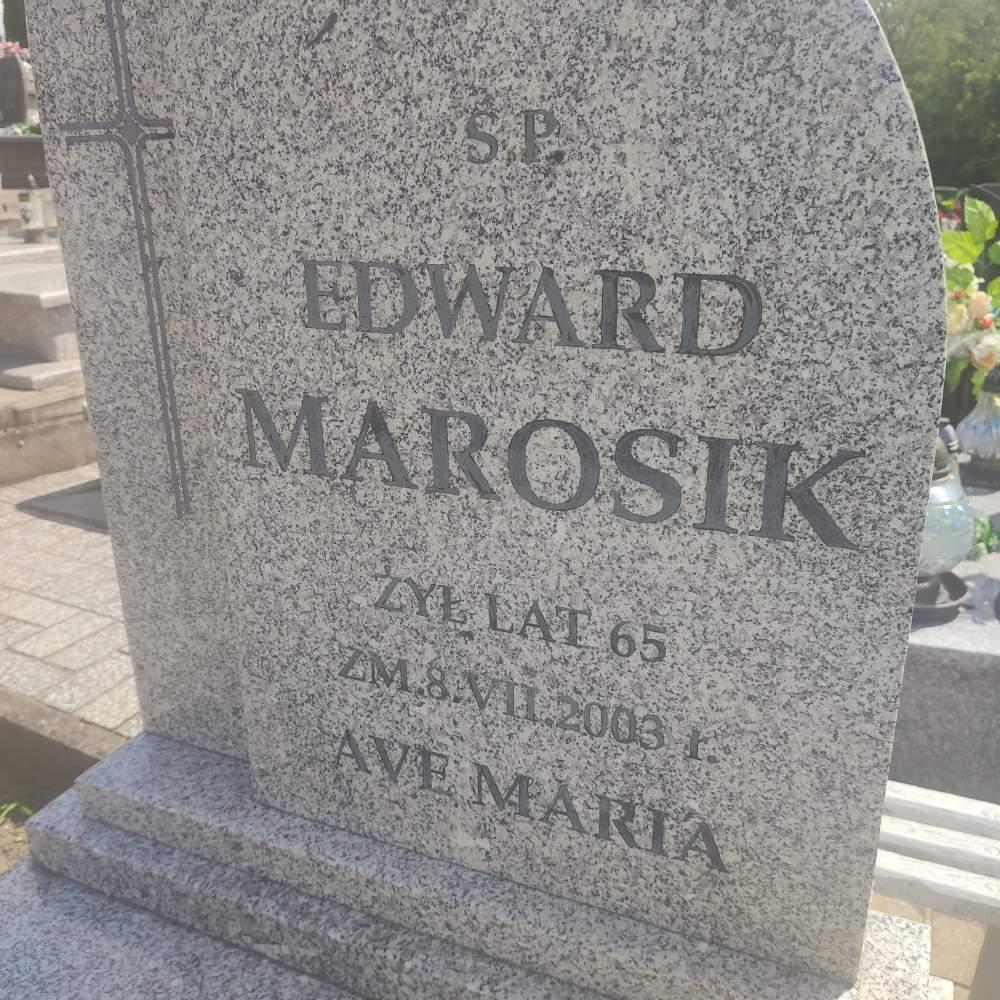 S.P.
EDWARD
MAROSIK
ŻYŁ LAT 65
ZM.8.VII.2003 r.
AVE MARIA